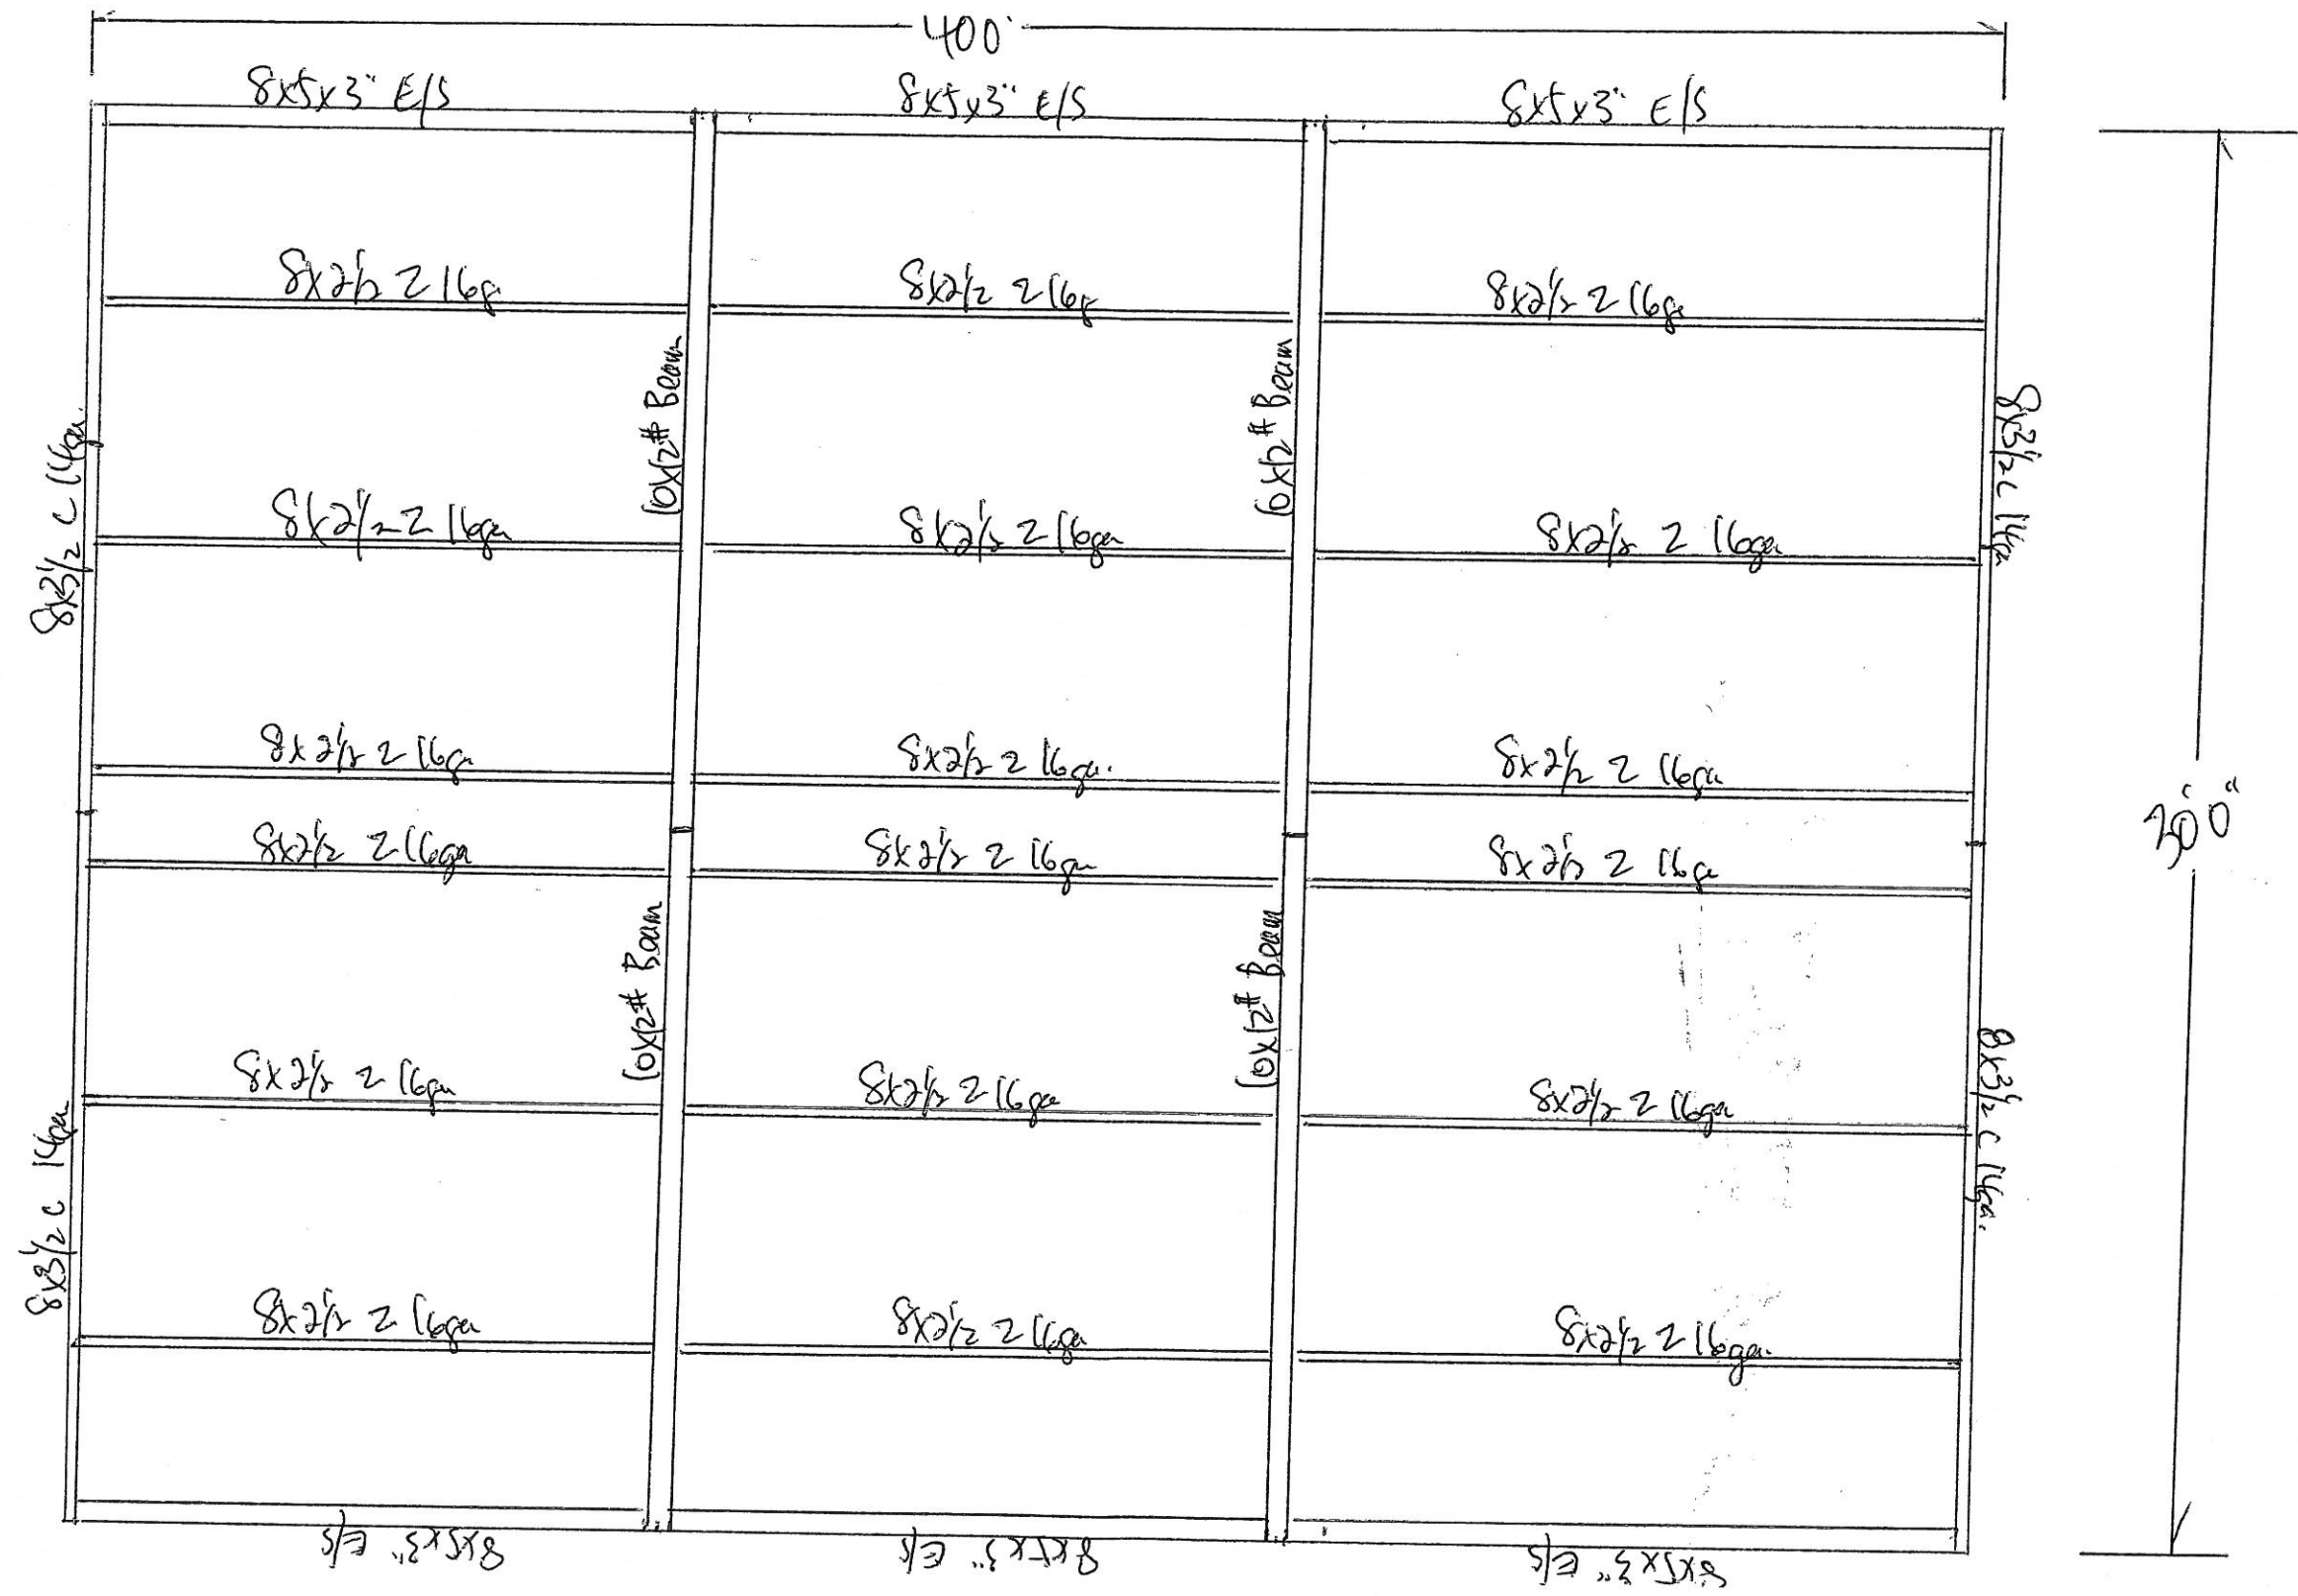 400'
8x5x3" E/S
8x5x3" E/S
8x5x3" E/S
8x2½ Z 16g
8x2½ Z 16g
8x2½ Z 16ga
10x12# Beam
10x12# Beam
8x3½ C 14ga.
8x3½ C 14ga
8x2½ Z 16ga
8x2½ Z 16ga
8x2½ Z 16ga
8x2½ Z 16ga
8x2½ Z 16ga.
8x2½ Z 16ga
30'0"
8x2½ Z 16ga
8x2½ Z 16ga
8x2½ Z 16ga
10x12# Beam
10x12# Beam
8x2½ Z 16ga
8x2½ Z 16ga
8x2½ Z 16ga
8x3½ C 14ga
8x3½ C 14ga.
8x2½ Z 16ga
8x2½ Z 16ga
8x2½ Z 16ga.
8x5x3" E/S
8x5x3" E/S
8x5x3" E/S